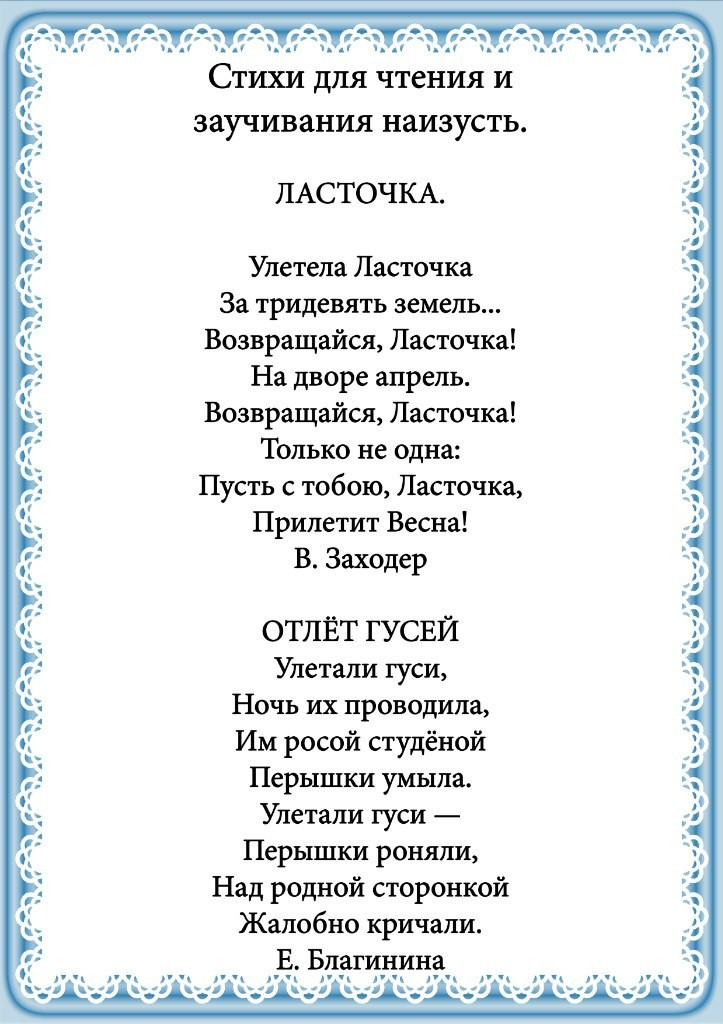 Стихи для чтения и
заучивания наизусть.
ЛАСТОЧКА.
Улетела Ласточка
За тридевять земель...
Возвращайся, Ласточка!
На дворе апрель.
Возвращайся, Ласточка!
Только не одна:
Пусть с тобою, Ласточка,
Прилетит Весна!
В. Заходер
ОТЛЁТ ГУСЕЙ
Улетали гуси,
Ночь их проводила,
Им росой студёной
Перышки умыла.
Улетали гуси —
Перышки роняли,
Над родной сторонкой
Жалобно кричали.
Е. Благинина